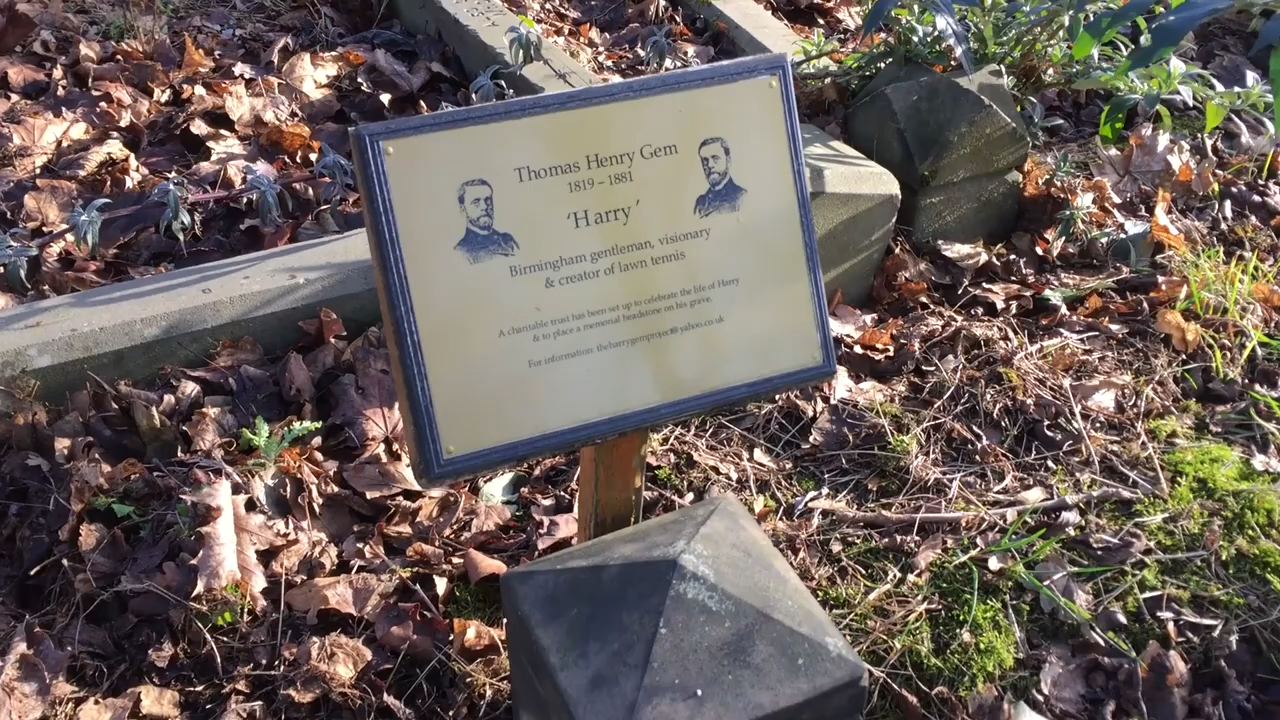 Thomas Henry Gem
1819 – 1881
‘Harry’
Birmingham gentleman, visionary
& creator of lawn tennis
A charitable trust has been set up to celebrate the life of Harry
& to place a memorial headstone on his grave.
For information: theharrygemproject@yahoo.co.uk